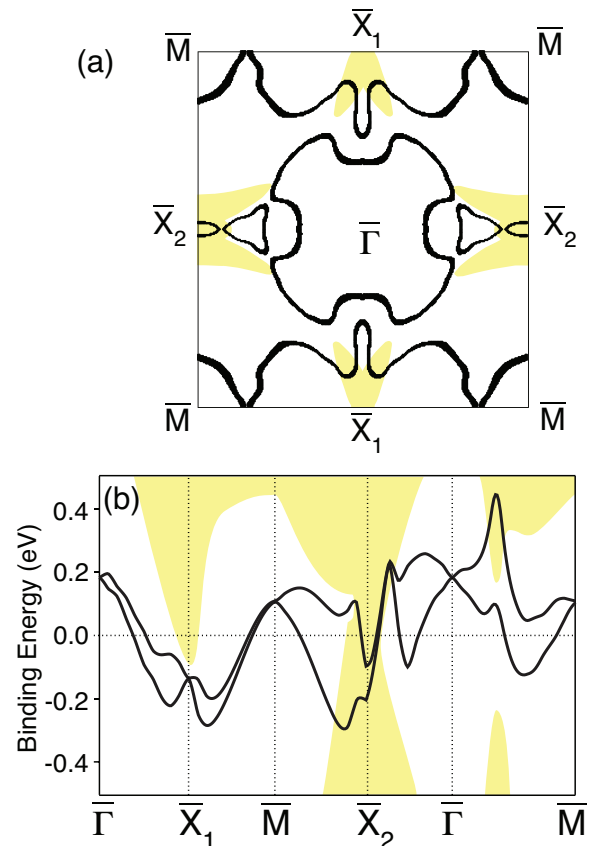 X̅₁
M̅ M̅
(a)
X̅₂ Γ̅ X̅₂
M̅ M̅
X̅₁
(b)
Binding Energy (eV)
0.4
0.2
0.0
-0.2
-0.4
Γ̅ X̅₁ M̅ X̅₂ Γ̅ M̅